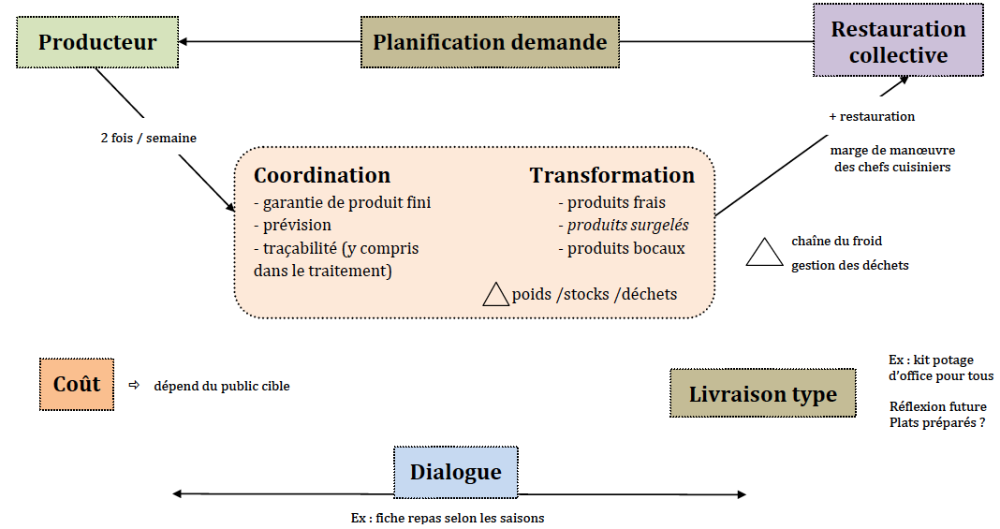 Producteur
Planification demande
Restauration
collective
2 fois / semaine
+ restauration
marge de manœuvre
des chefs cuisiniers
Coordination
- garantie de produit fini
- prévision
- traçabilité (y compris
dans le traitement)
Transformation
- produits frais
- produits surgelés
- produits bocaux
poids /stocks /déchets
chaîne du froid
gestion des déchets
Coût
⇨ dépend du public cible
Livraison type
Ex : kit potage
d’office pour tous
Réflexion future
Plats préparés ?
Dialogue
Ex : fiche repas selon les saisons